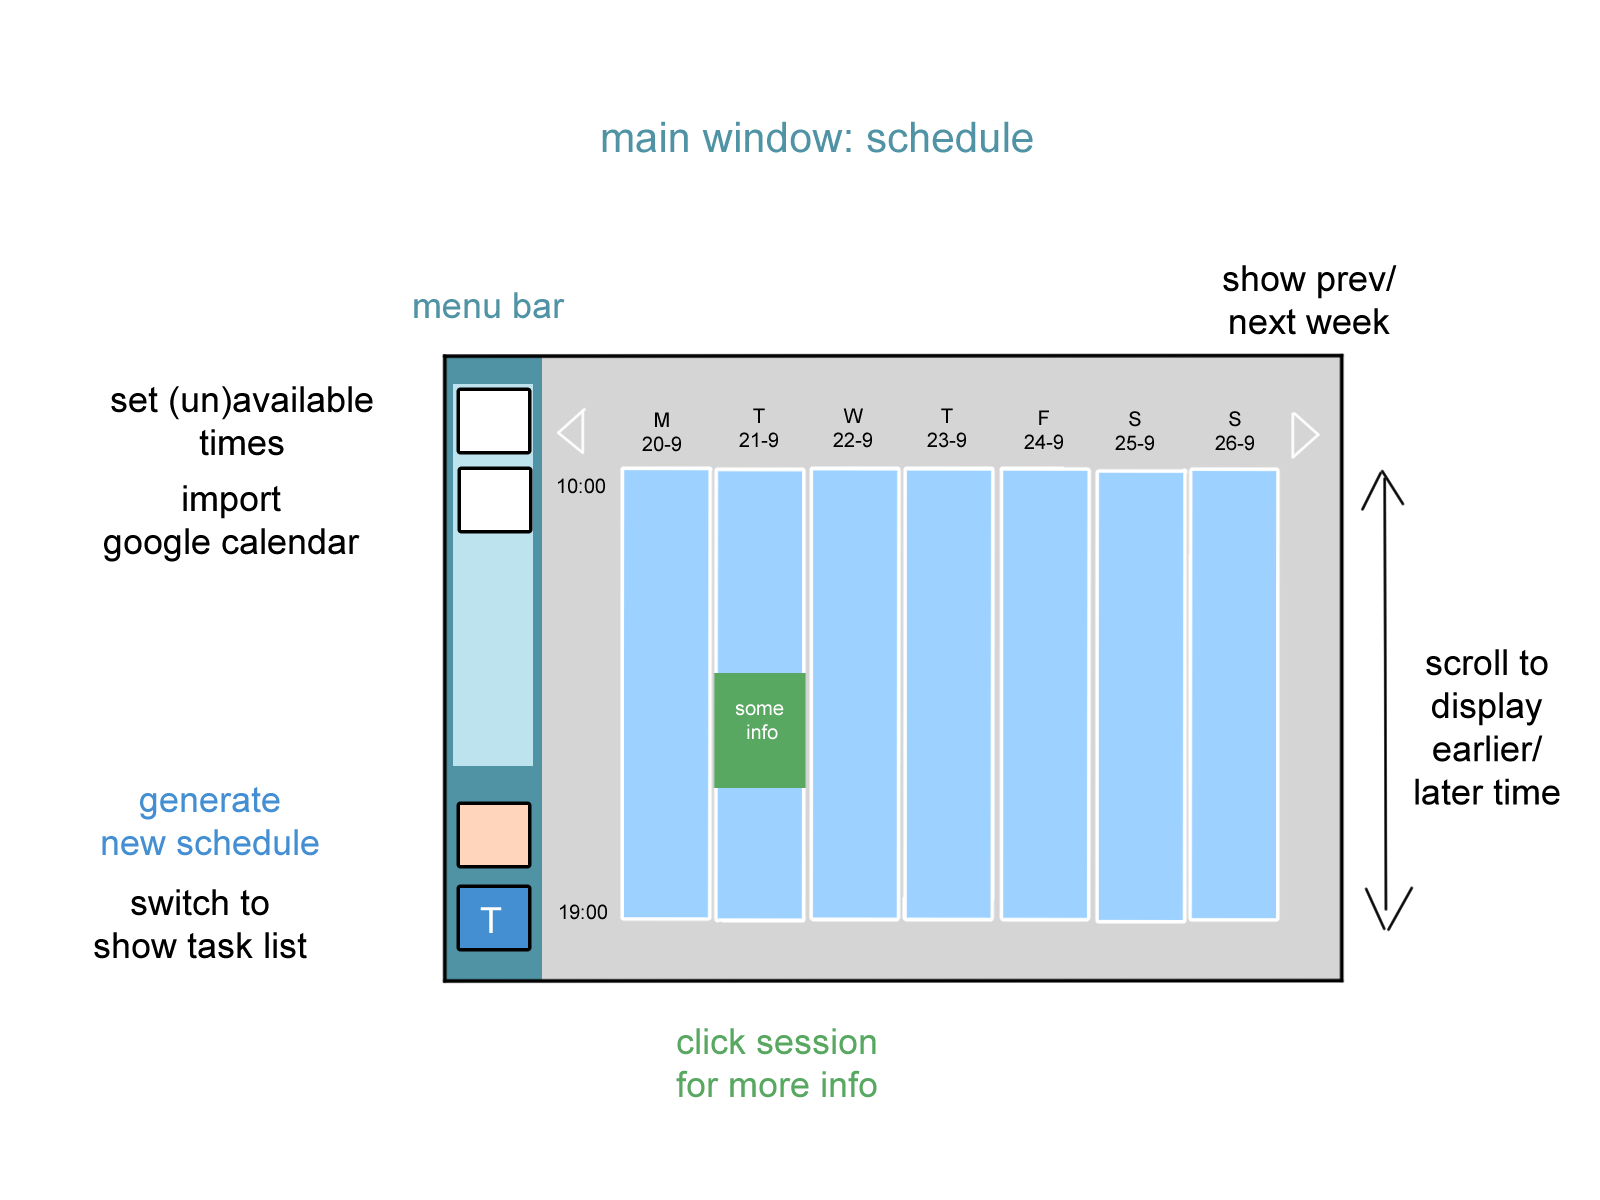 main window: schedule
show prev/
next week
menu bar
set (un)available
times
import
google calendar
generate
new schedule
switch to
show task list
T
M
20-9
T
21-9
W
22-9
T
23-9
F
24-9
S
25-9
S
26-9
10:00
some
info
19:00
scroll to
display
earlier/
later time
click session
for more info